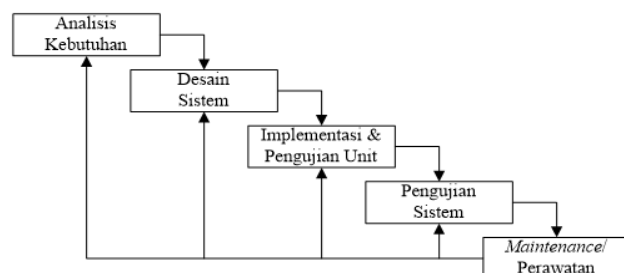 Analisis
Kebutuhan
Desain
Sistem
Implementasi &
Pengujian Unit
Pengujian
Sistem
Maintenance/
Perawatan